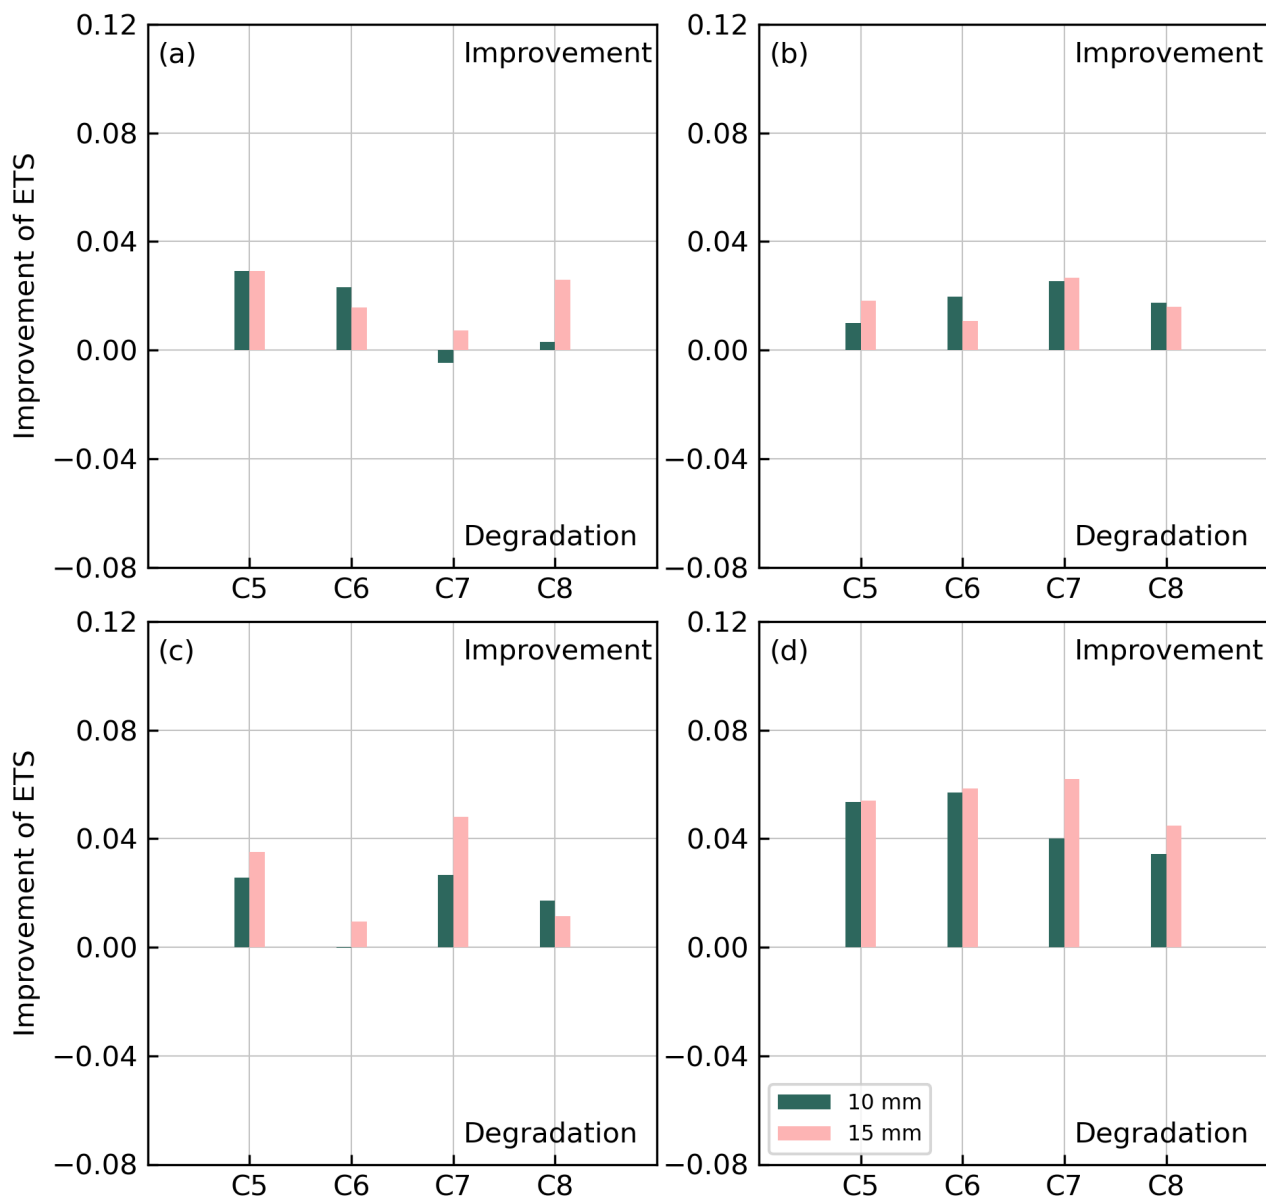 (a) Improvement
0.12
0.08
0.04
0.00
−0.04
−0.08
Improvement of ETS
Degradation
C5 C6 C7 C8
(b) Improvement
0.12
0.08
0.04
0.00
−0.04
−0.08
Degradation
C5 C6 C7 C8
(c) Improvement
0.12
0.08
0.04
0.00
−0.04
−0.08
Improvement of ETS
Degradation
C5 C6 C7 C8
(d) Improvement
0.12
0.08
0.04
0.00
−0.04
−0.08
10 mm
15 mm
Degradation
C5 C6 C7 C8